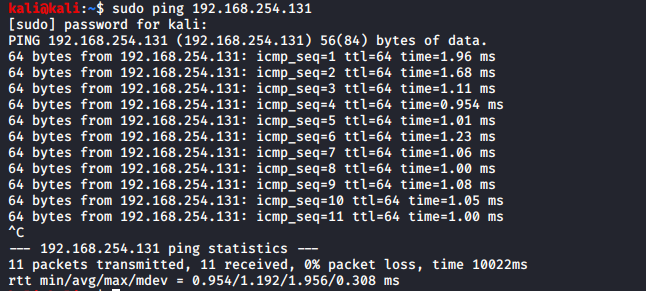 kali@kali:~$ sudo ping 192.168.254.131
[sudo] password for kali:
PING 192.168.254.131 (192.168.254.131) 56(84) bytes of data.
64 bytes from 192.168.254.131: icmp_seq=1 ttl=64 time=1.96 ms
64 bytes from 192.168.254.131: icmp_seq=2 ttl=64 time=1.68 ms
64 bytes from 192.168.254.131: icmp_seq=3 ttl=64 time=1.11 ms
64 bytes from 192.168.254.131: icmp_seq=4 ttl=64 time=0.954 ms
64 bytes from 192.168.254.131: icmp_seq=5 ttl=64 time=1.01 ms
64 bytes from 192.168.254.131: icmp_seq=6 ttl=64 time=1.23 ms
64 bytes from 192.168.254.131: icmp_seq=7 ttl=64 time=1.06 ms
64 bytes from 192.168.254.131: icmp_seq=8 ttl=64 time=1.00 ms
64 bytes from 192.168.254.131: icmp_seq=9 ttl=64 time=1.08 ms
64 bytes from 192.168.254.131: icmp_seq=10 ttl=64 time=1.05 ms
64 bytes from 192.168.254.131: icmp_seq=11 ttl=64 time=1.00 ms
^C
--- 192.168.254.131 ping statistics ---
11 packets transmitted, 11 received, 0% packet loss, time 10022ms
rtt min/avg/max/mdev = 0.954/1.192/1.956/0.308 ms